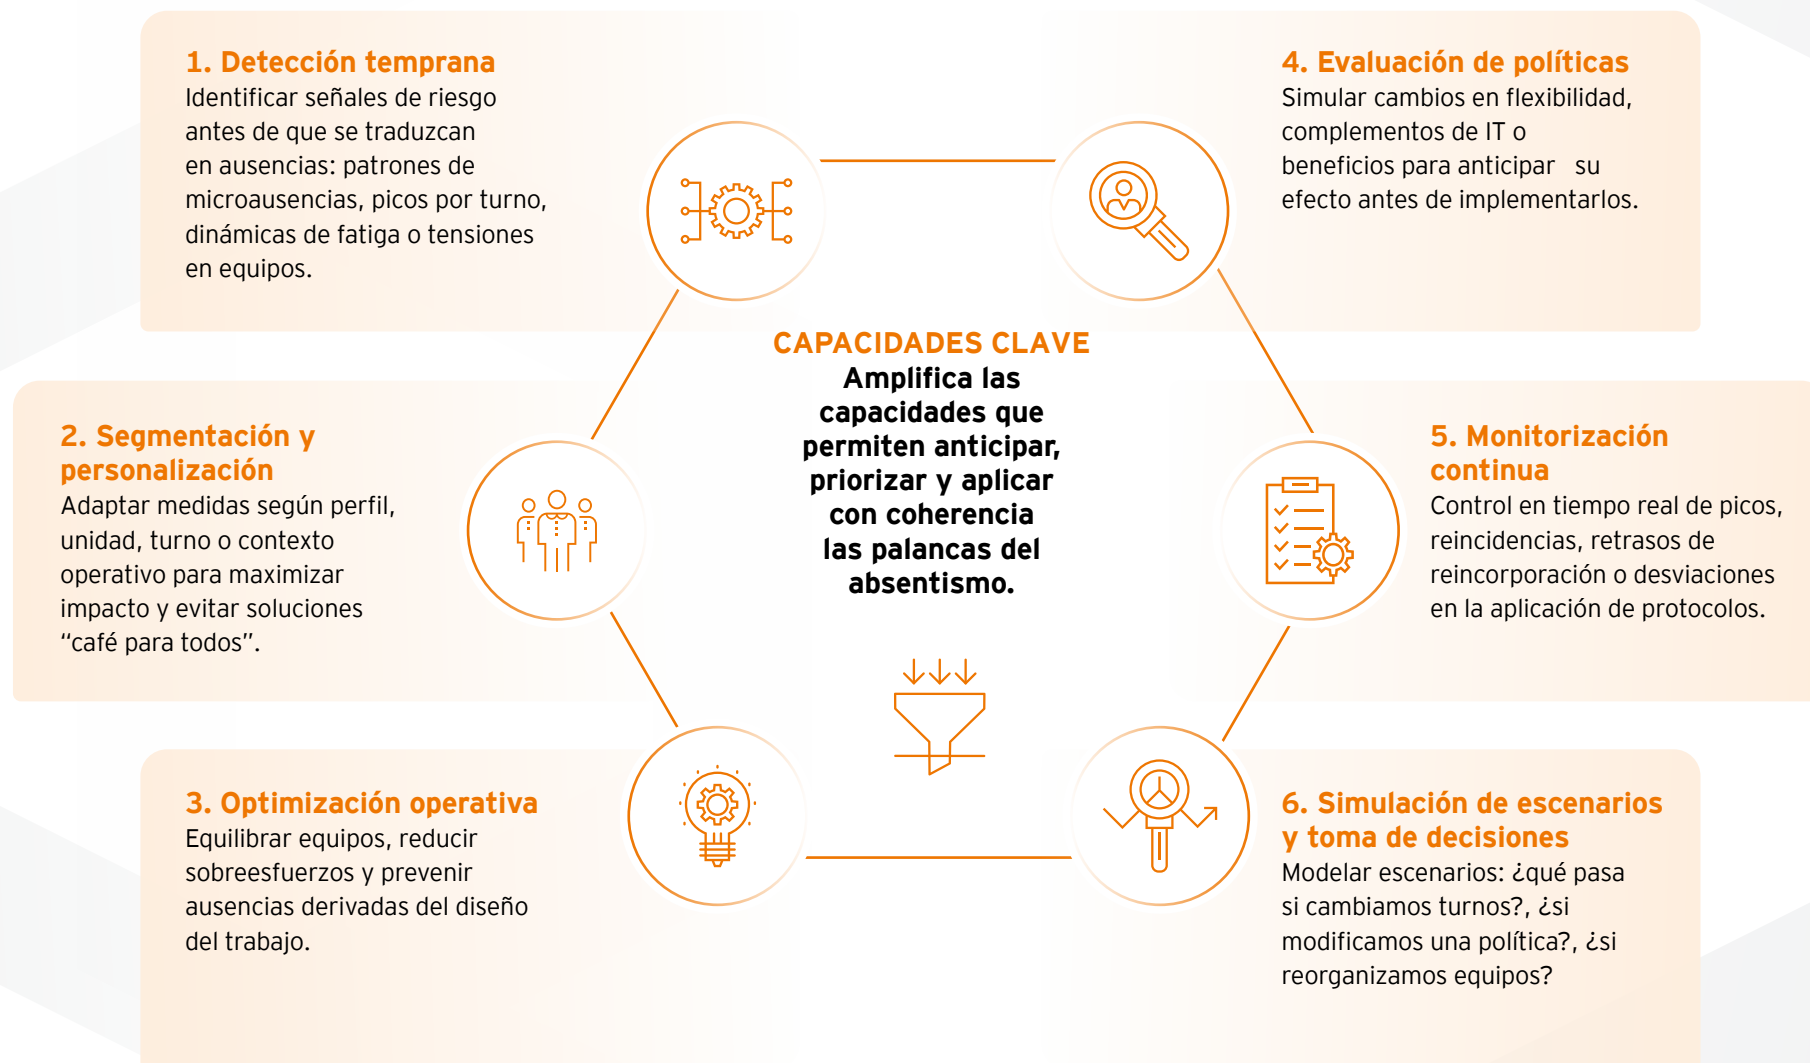 1. Detección temprana
Identificar señales de riesgo
antes de que se traduzcan
en ausencias: patrones de
microausencias, picos por turno,
dinámicas de fatiga o tensiones
en equipos.
2. Segmentación y
personalización
Adaptar medidas según perfil,
unidad, turno o contexto
operativo para maximizar
impacto y evitar soluciones
“café para todos”.
3. Optimización operativa
Equilibrar equipos, reducir
sobreesfuerzos y prevenir
ausencias derivadas del diseño
del trabajo.
CAPACIDADES CLAVE
Amplifica las
capacidades que
permiten anticipar,
priorizar y aplicar
con coherencia
las palancas del
absentismo.
4. Evaluación de políticas
Simular cambios en flexibilidad,
complementos de IT o
beneficios para anticipar su
efecto antes de implementarlos.
5. Monitorización
continua
Control en tiempo real de picos,
reincidencias, retrasos de
reincorporación o desviaciones
en la aplicación de protocolos.
6. Simulación de escenarios
y toma de decisiones
Modelar escenarios: ¿qué pasa
si cambiamos turnos?, ¿si
modificamos una política?, ¿si
reorganizamos equipos?